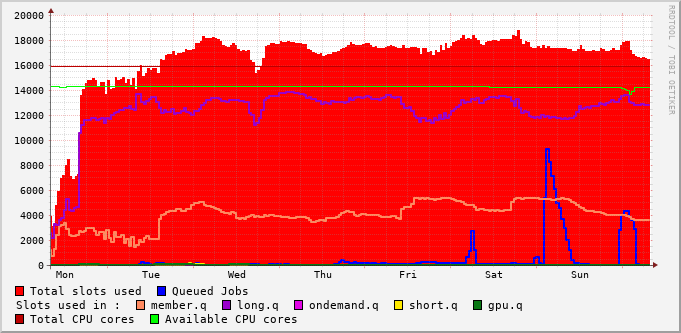 20000
18000
16000
14000
12000
10000
8000
6000
4000
2000
0
Mon Tue Wed Thu Fri Sat Sun
RRDTOOL / TOBI OETIKER
Total slots used Queued Jobs
Slots used in : member.q long.q ondemand.q short.q gpu.q
Total CPU cores Available CPU cores